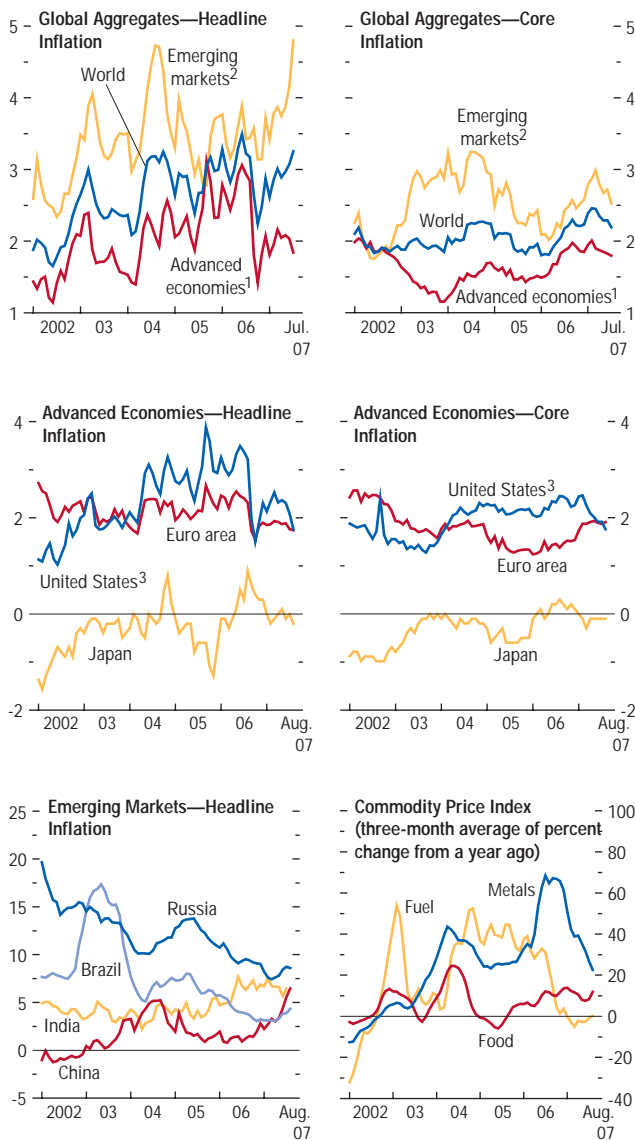 Global Aggregates—Headline
Inflation
5
4
3
2
1
World
Emerging
markets2
Advanced
economies1
2002 03 04 05 06 Jul.
07
Global Aggregates—Core
Inflation
5
4
3
2
1
Emerging
markets2
World
Advanced economies1
2002 03 04 05 06 Jul.
07
Advanced Economies—Headline
Inflation
4
2
0
-2
Euro area
United States3
Japan
2002 03 04 05 06 Aug.
07
Advanced Economies—Core
Inflation
4
2
0
-2
United States3
Euro area
Japan
2002 03 04 05 06 Aug.
07
Emerging Markets—Headline
Inflation
25
20
15
10
5
0
-5
Russia
Brazil
India
China
2002 03 04 05 06 Aug.
07
Commodity Price Index
(three-month average of percent
change from a year ago)
100
80
60
40
20
0
-20
-40
Metals
Fuel
Food
2002 03 04 05 06 Aug.
07